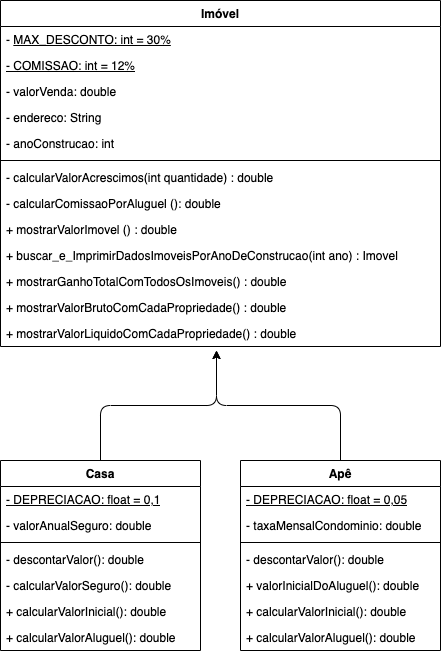 Imóvel
- MAX_DESCONTO: int = 30%
- COMISSAO: int = 12%
- valorVenda: double
- endereco: String
- anoConstrucao: int
- calcularValorAcrescimos(int quantidade) : double
- calcularComissaoPorAluguel (): double
+ mostrarValorImovel () : double
+ buscar_e_ImprimirDadosImoveisPorAnoDeConstrucao(int ano) : Imovel
+ mostrarGanhoTotalComTodosOsImoveis() : double
+ mostrarValorBrutoComCadaPropriedade() : double
+ mostrarValorLiquidoComCadaPropriedade() : double
Casa
- DEPRECIACAO: float = 0,1
- valorAnualSeguro: double
- descontarValor(): double
- calcularValorSeguro(): double
+ calcularValorInicial(): double
+ calcularValorAluguel(): double
Apê
- DEPRECIACAO: float = 0,05
- taxaMensalCondominio: double
- descontarValor(): double
+ valorInicialDoAluguel(): double
+ calcularValorInicial(): double
+ calcularValorAluguel(): double